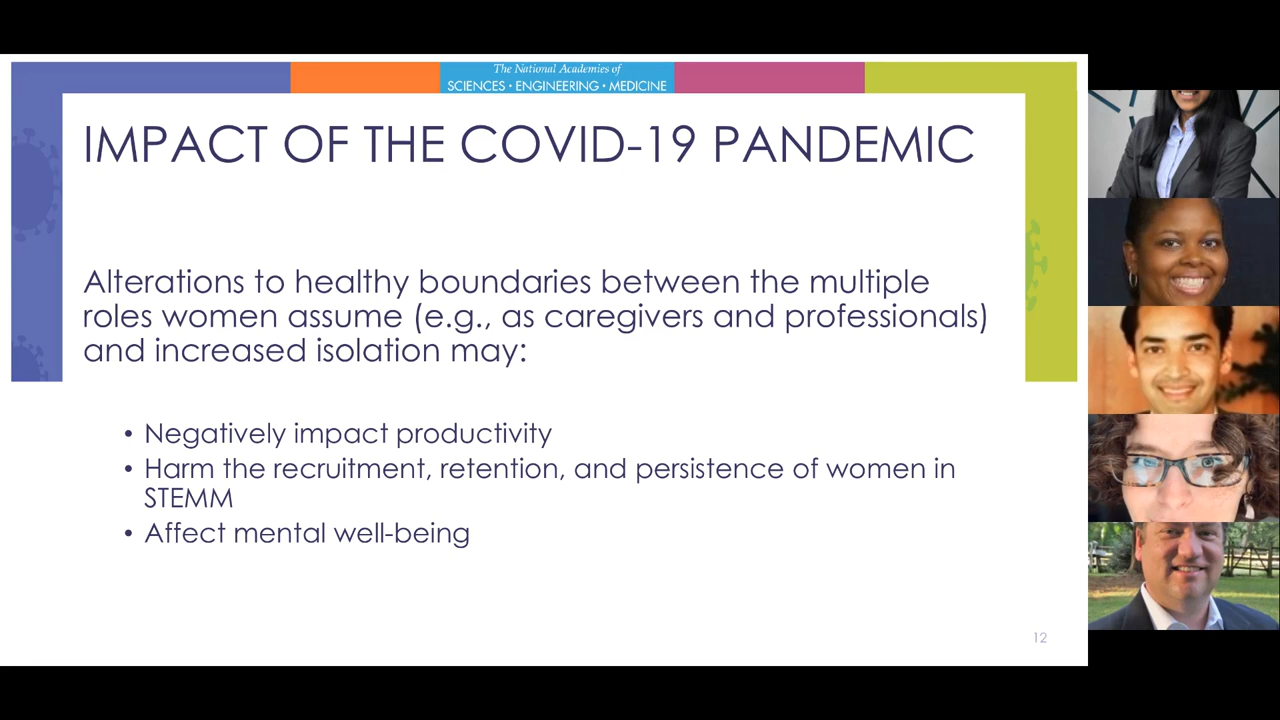 The National Academies of
SCIENCES • ENGINEERING • MEDICINE
IMPACT OF THE COVID-19 PANDEMIC
Alterations to healthy boundaries between the multiple
roles women assume (e.g., as caregivers and professionals)
and increased isolation may:
• Negatively impact productivity
• Harm the recruitment, retention, and persistence of women in
STEMM
• Affect mental well-being
12